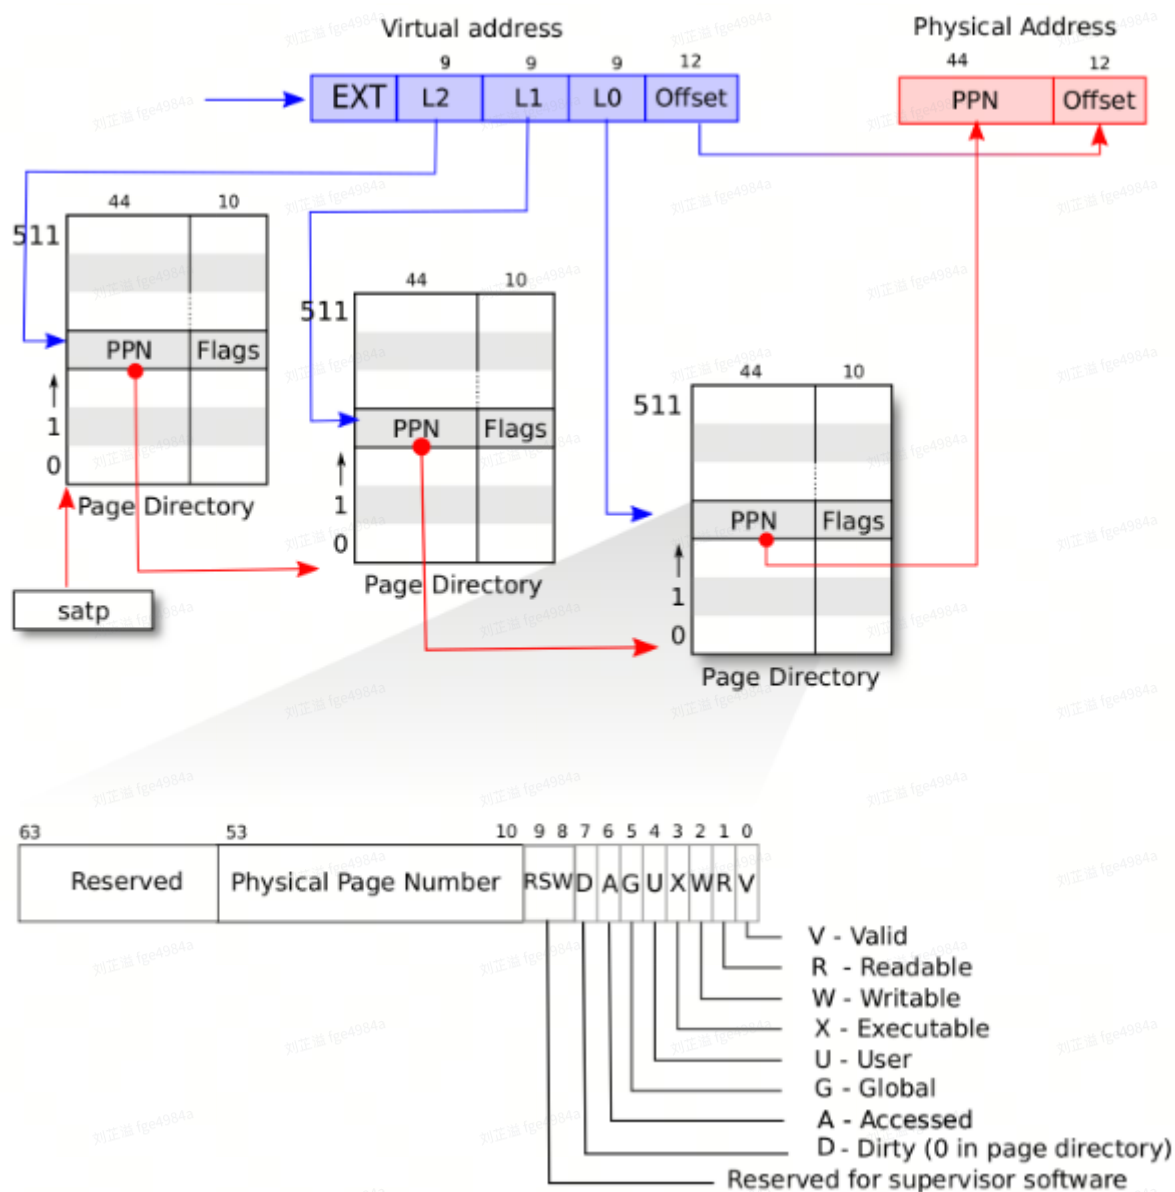 Virtual address
Physical Address
9 9 9 12
44 12
EXT L2 L1 L0 Offset
PPN Offset
44 10
511
PPN Flags
1
0
Page Directory
satp
44 10
511
PPN Flags
1
0
Page Directory
44 10
511
PPN Flags
1
0
Page Directory
63 53 10 9 8 7 6 5 4 3 2 1 0
Reserved Physical Page Number RSW D A G U X W R V
V - Valid
R - Readable
W - Writable
X - Executable
U - User
G - Global
A - Accessed
D - Dirty (0 in page directory)
Reserved for supervisor software
刘正溢 fge4984a